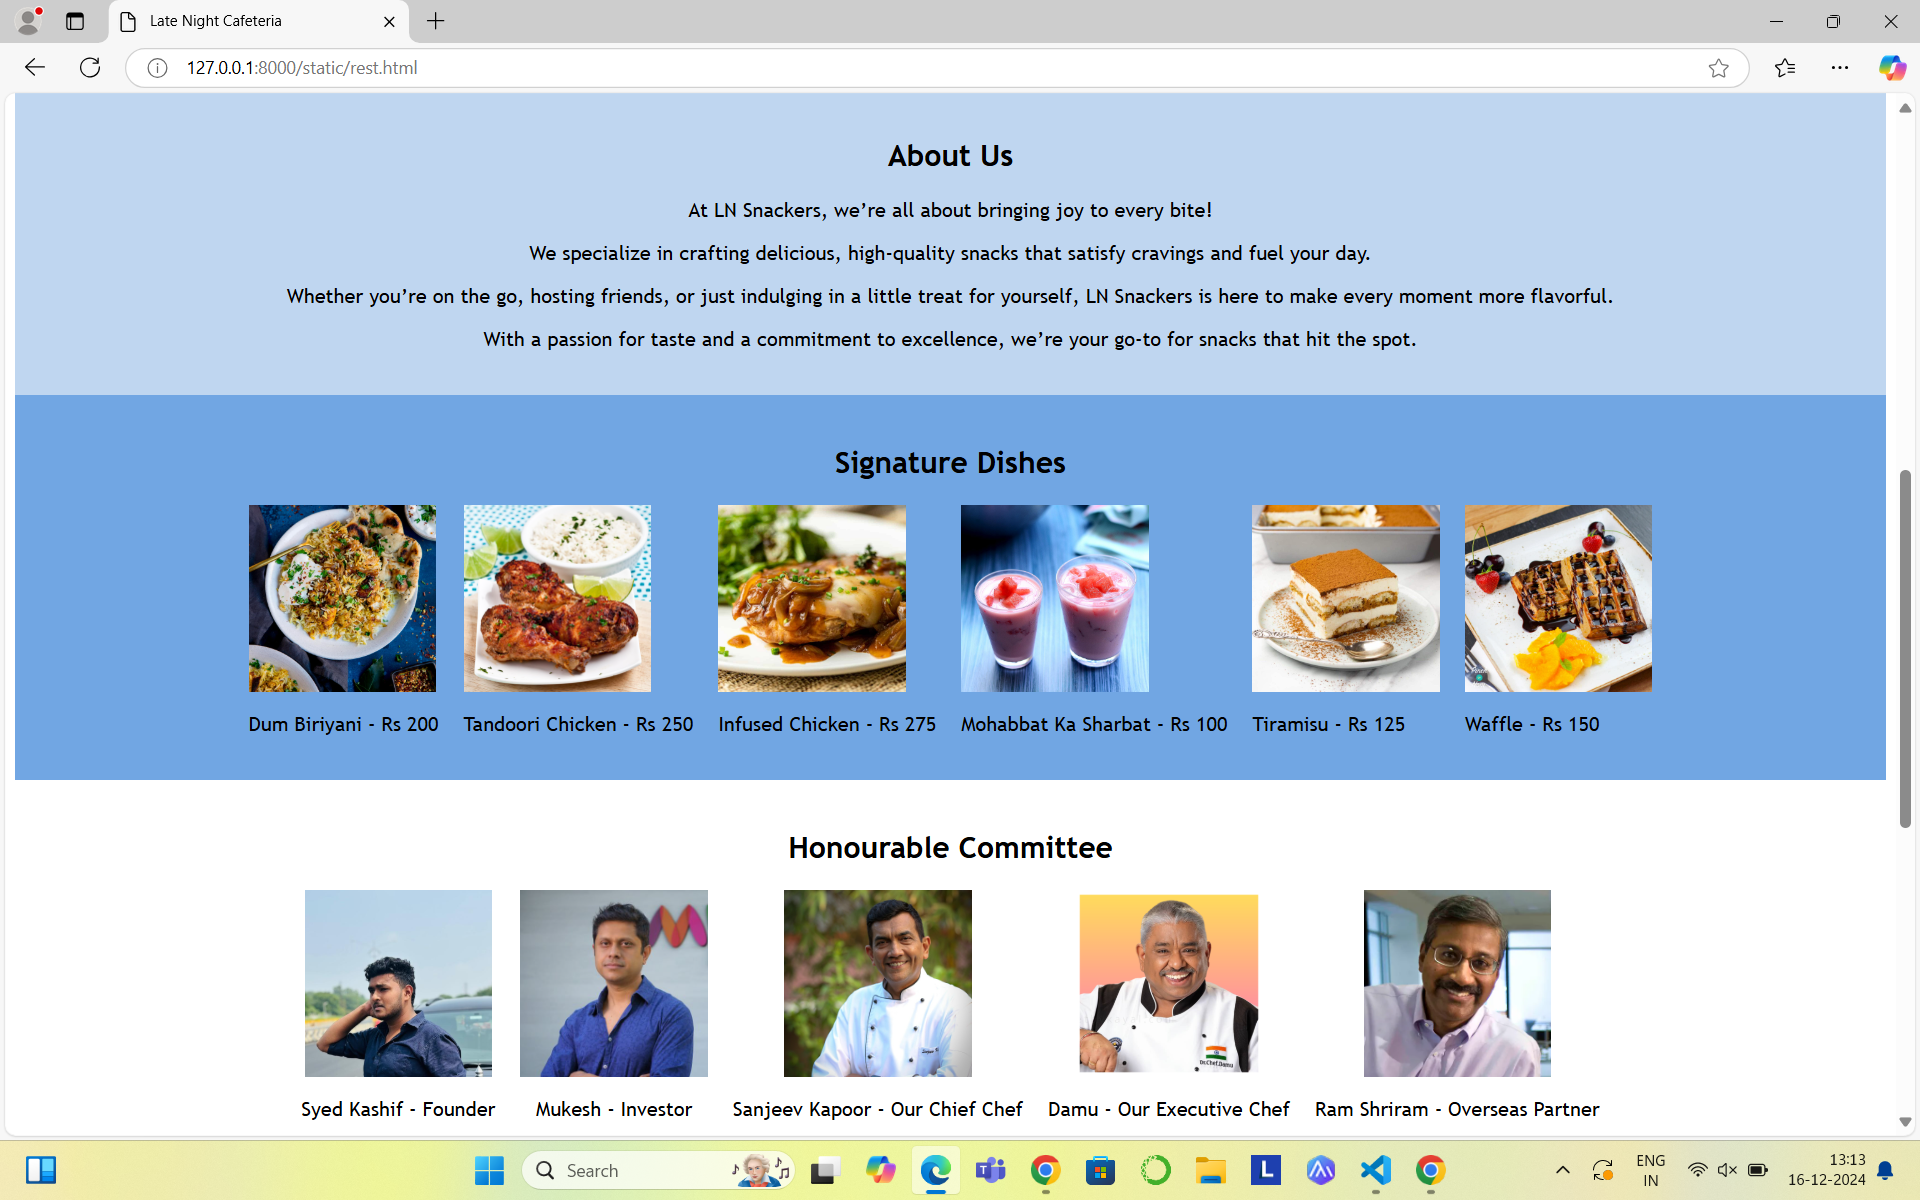 Late Night Cafeteria
127.0.0.1:8000/static/rest.html
About Us
At LN Snackers, we’re all about bringing joy to every bite!
We specialize in crafting delicious, high-quality snacks that satisfy cravings and fuel your day.
Whether you’re on the go, hosting friends, or just indulging in a little treat for yourself, LN Snackers is here to make every moment more flavorful.
With a passion for taste and a commitment to excellence, we’re your go-to for snacks that hit the spot.
Signature Dishes
Dum Biriyani - Rs 200
Tandoori Chicken - Rs 250
Infused Chicken - Rs 275
Mohabbat Ka Sharbat - Rs 100
Tiramisu - Rs 125
Waffle - Rs 150
Honourable Committee
Dr.Chef.Damu
Syed Kashif - Founder
Mukesh - Investor
Sanjeev Kapoor - Our Chief Chef
Damu - Our Executive Chef
Ram Shriram - Overseas Partner
Search
L
ENG
IN
13:13
16-12-2024